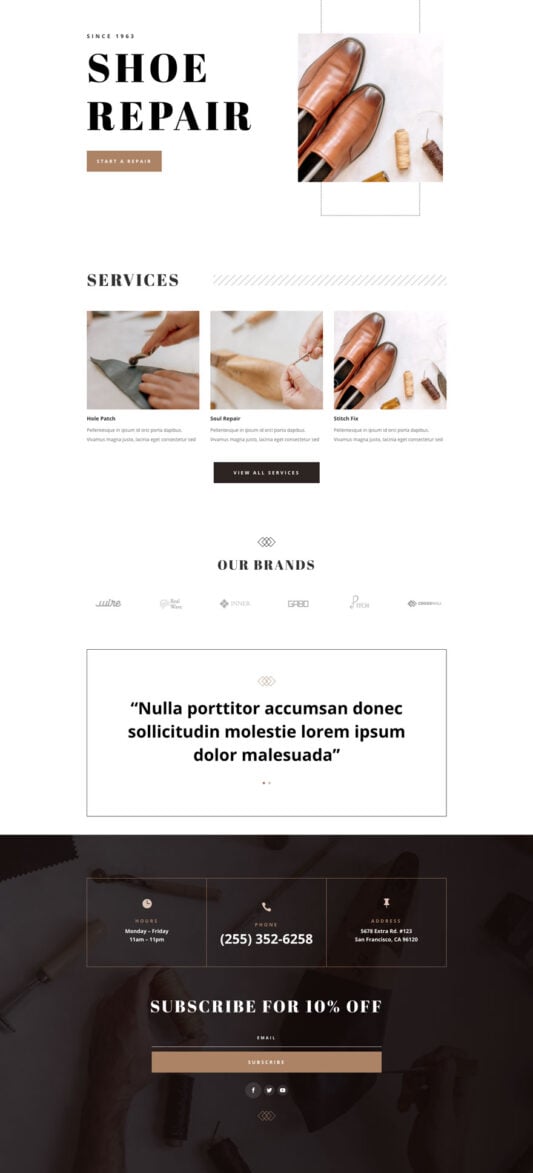 SINCE 1963
SHOE
REPAIR
START A REPAIR
SERVICES
Hole Patch
Pellentesque in ipsum id orci porta dapibus.
Vivamus magna justo, lacinia eget consectetur sed
Soul Repair
Pellentesque in ipsum id orci porta dapibus.
Vivamus magna justo, lacinia eget consectetur sed
Stitch Fix
Pellentesque in ipsum id orci porta dapibus.
Vivamus magna justo, lacinia eget consectetur sed
VIEW ALL SERVICES
OUR BRANDS
wire
INNER
GRBD
“Nulla porttitor accumsan donec
sollicitudin molestie lorem ipsum
dolor malesuada”
HOURS
Monday – Friday
11am – 11pm
PHONE
(255) 352-6258
ADDRESS
5678 Extra Rd. #123
San Francisco, CA 96120
SUBSCRIBE FOR 10% OFF
EMAIL
SUBSCRIBE